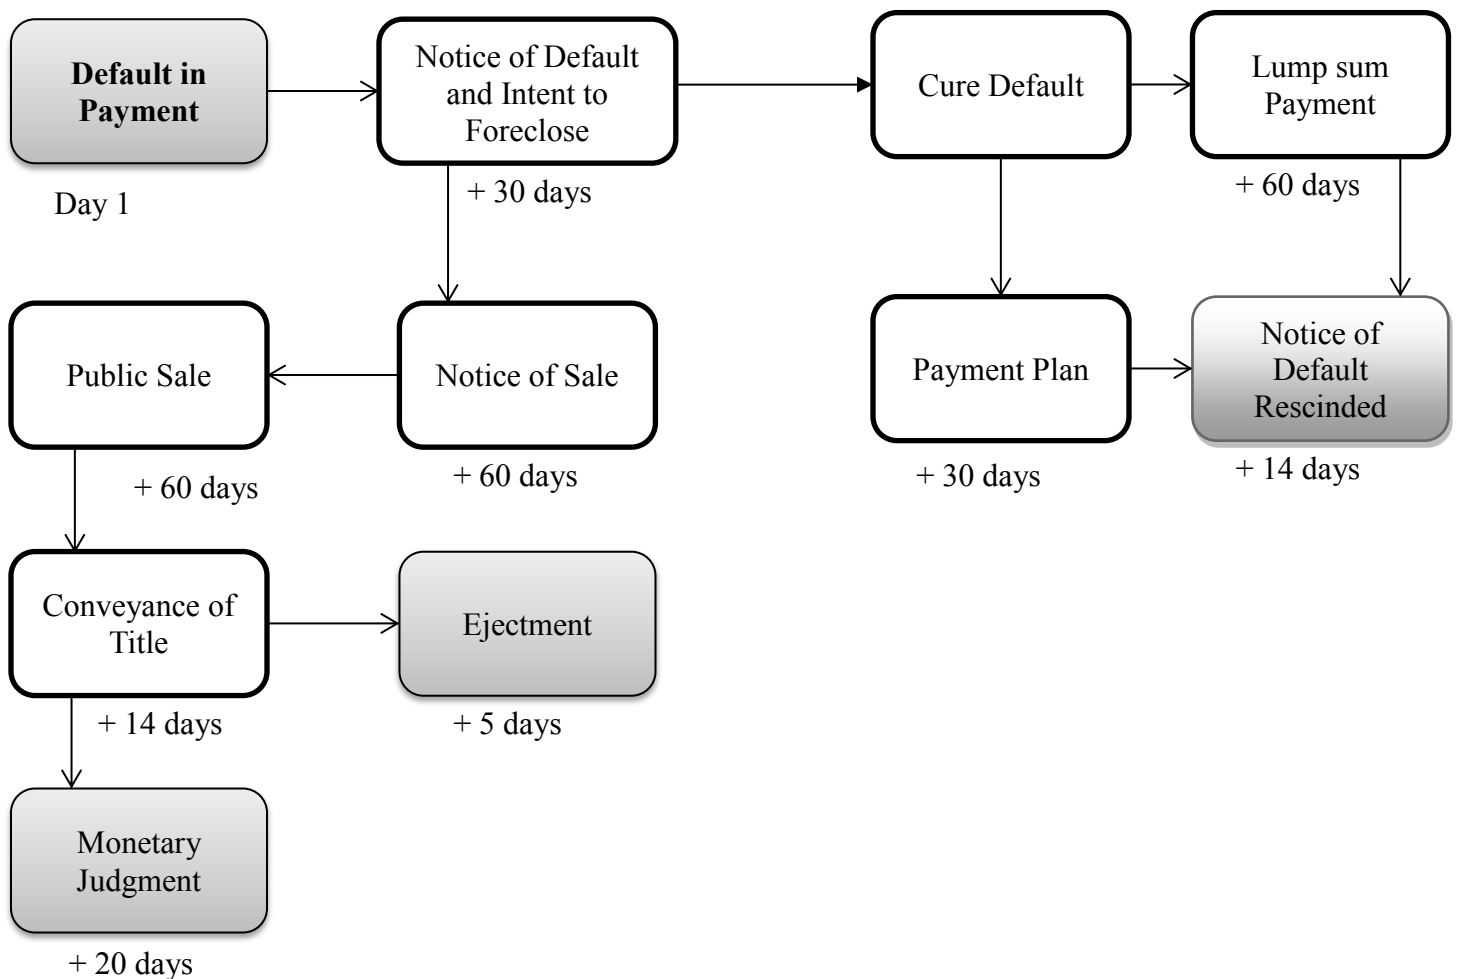 Default in
Payment
Day 1
Notice of Default
and Intent to
Foreclose
+ 30 days
Cure Default
Lump sum
Payment
+ 60 days
Public Sale
+ 60 days
Notice of Sale
+ 60 days
Payment Plan
+ 30 days
Notice of
Default
Rescinded
+ 14 days
Conveyance of
Title
+ 14 days
Ejectment
+ 5 days
Monetary
Judgment
+ 20 days